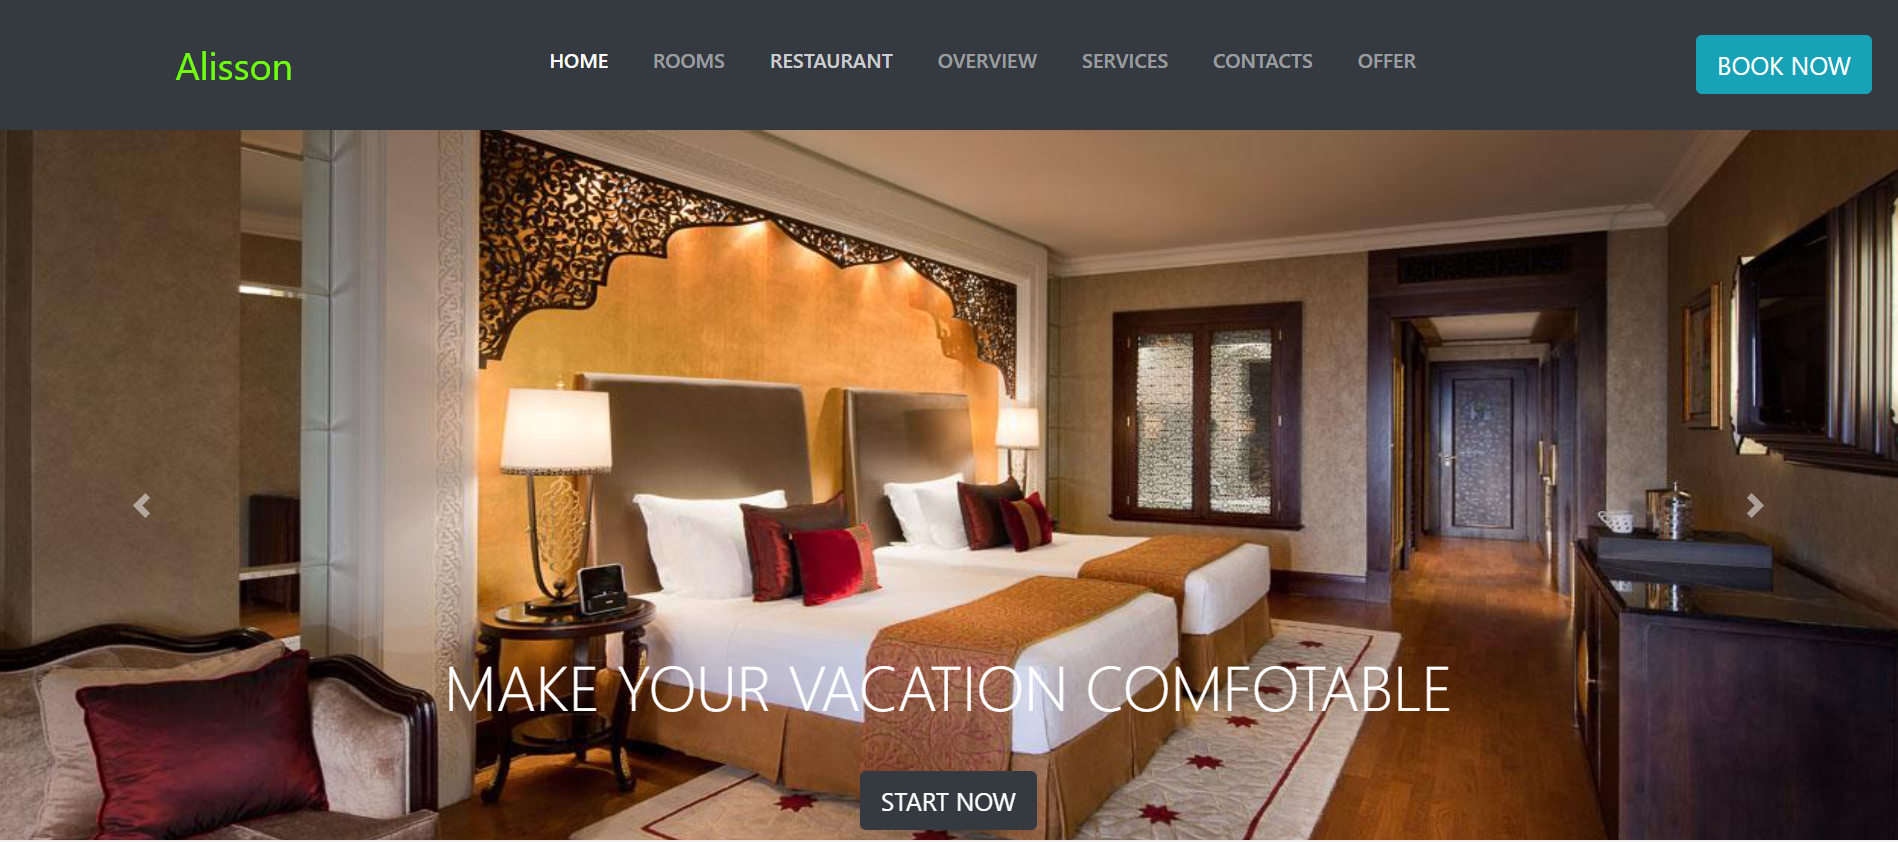 Alisson
HOME ROOMS RESTAURANT OVERVIEW SERVICES CONTACTS OFFER
BOOK NOW
MAKE YOUR VACATION COMFOTABLE
START NOW